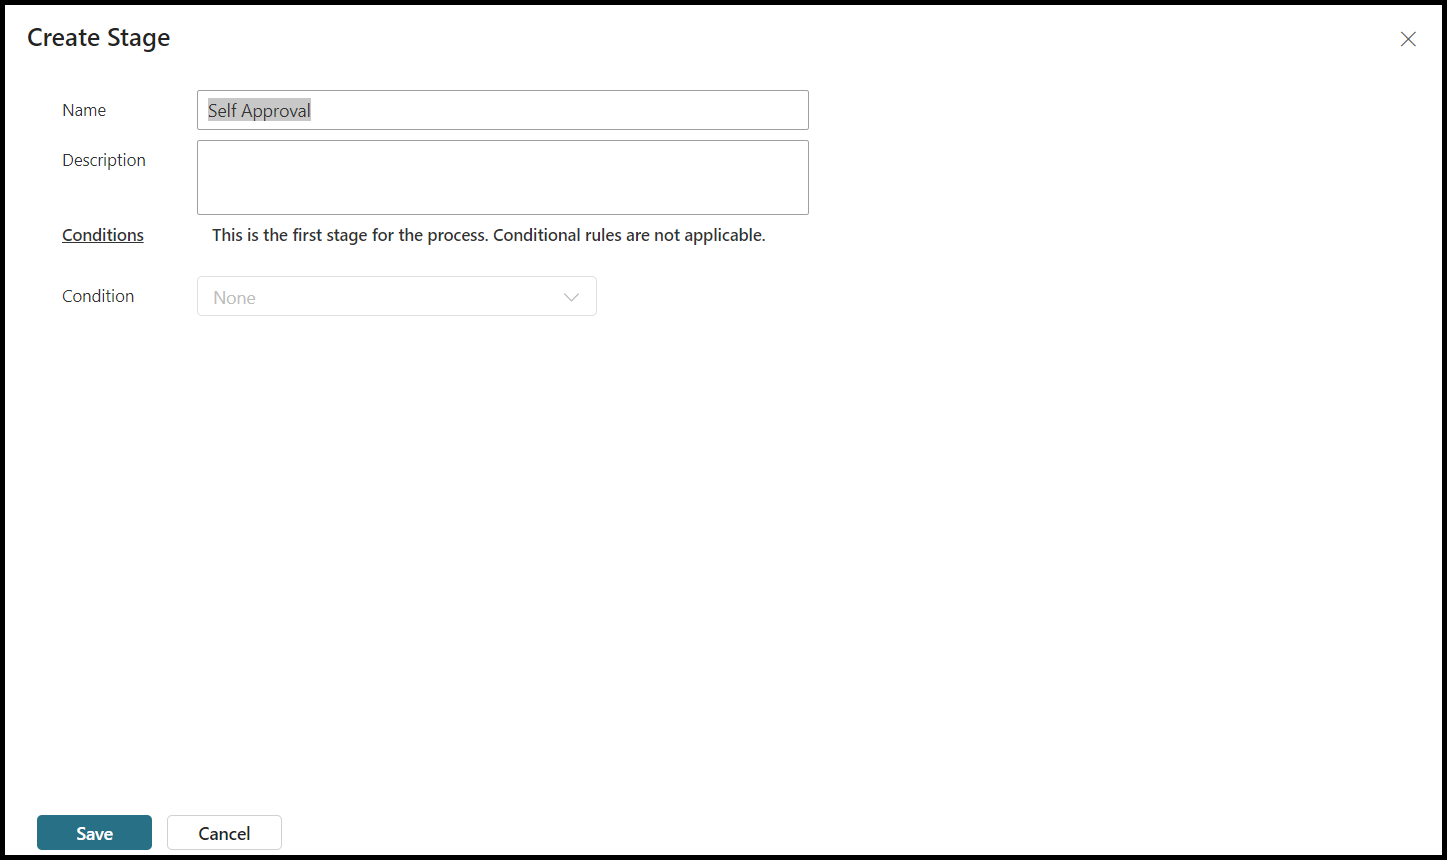 Create Stage
Name
Self Approval
Description
Conditions This is the first stage for the process. Conditional rules are not applicable.
Condition
None
Save
Cancel